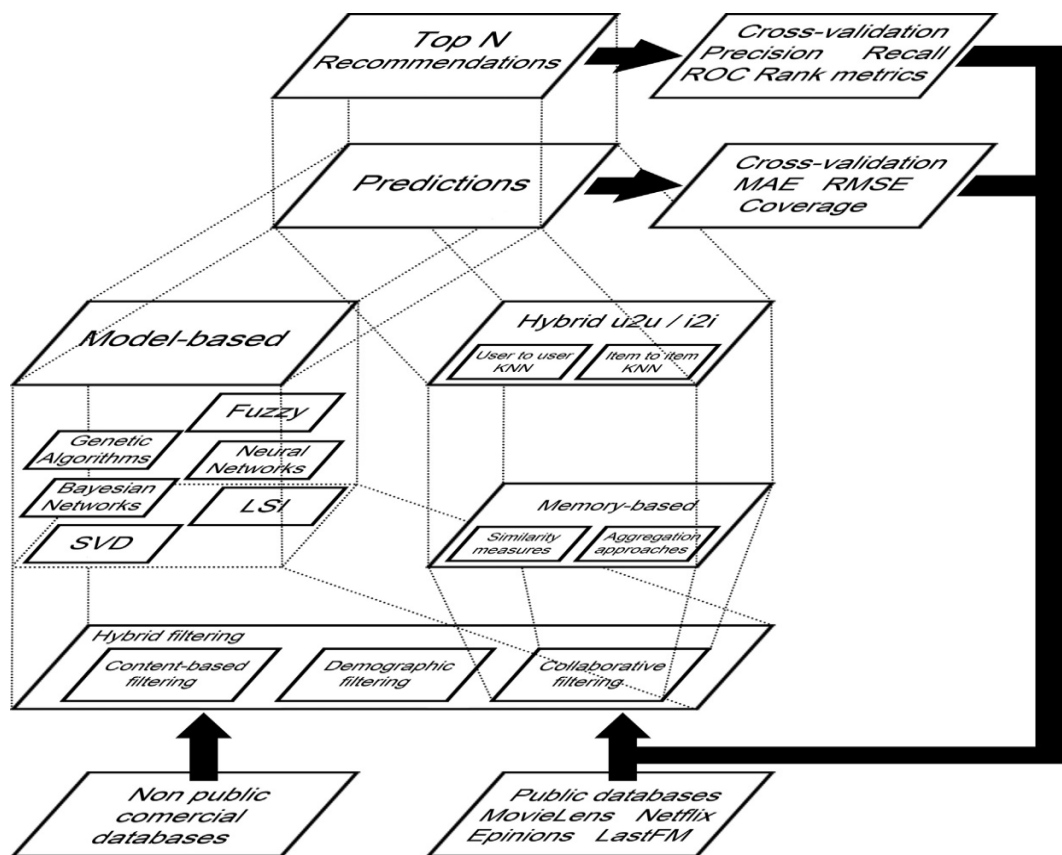 Top N
Recommendations
Cross-validation
Precision Recall
ROC Rank metrics
Predictions
Cross-validation
MAE RMSE
Coverage
Model-based
Hybrid u2u / i2i
User to user
KNN
Item to item
KNN
Fuzzy
Genetic
Algorithms
Neural
Networks
Bayesian
Networks
LSI
SVD
Memory-based
Similarity
measures
Aggregation
approaches
Hybrid filtering
Content-based
filtering
Demographic
filtering
Collaborative
filtering
Non public
comercial
databases
Public databases
MovieLens Netflix
Epinions LastFM